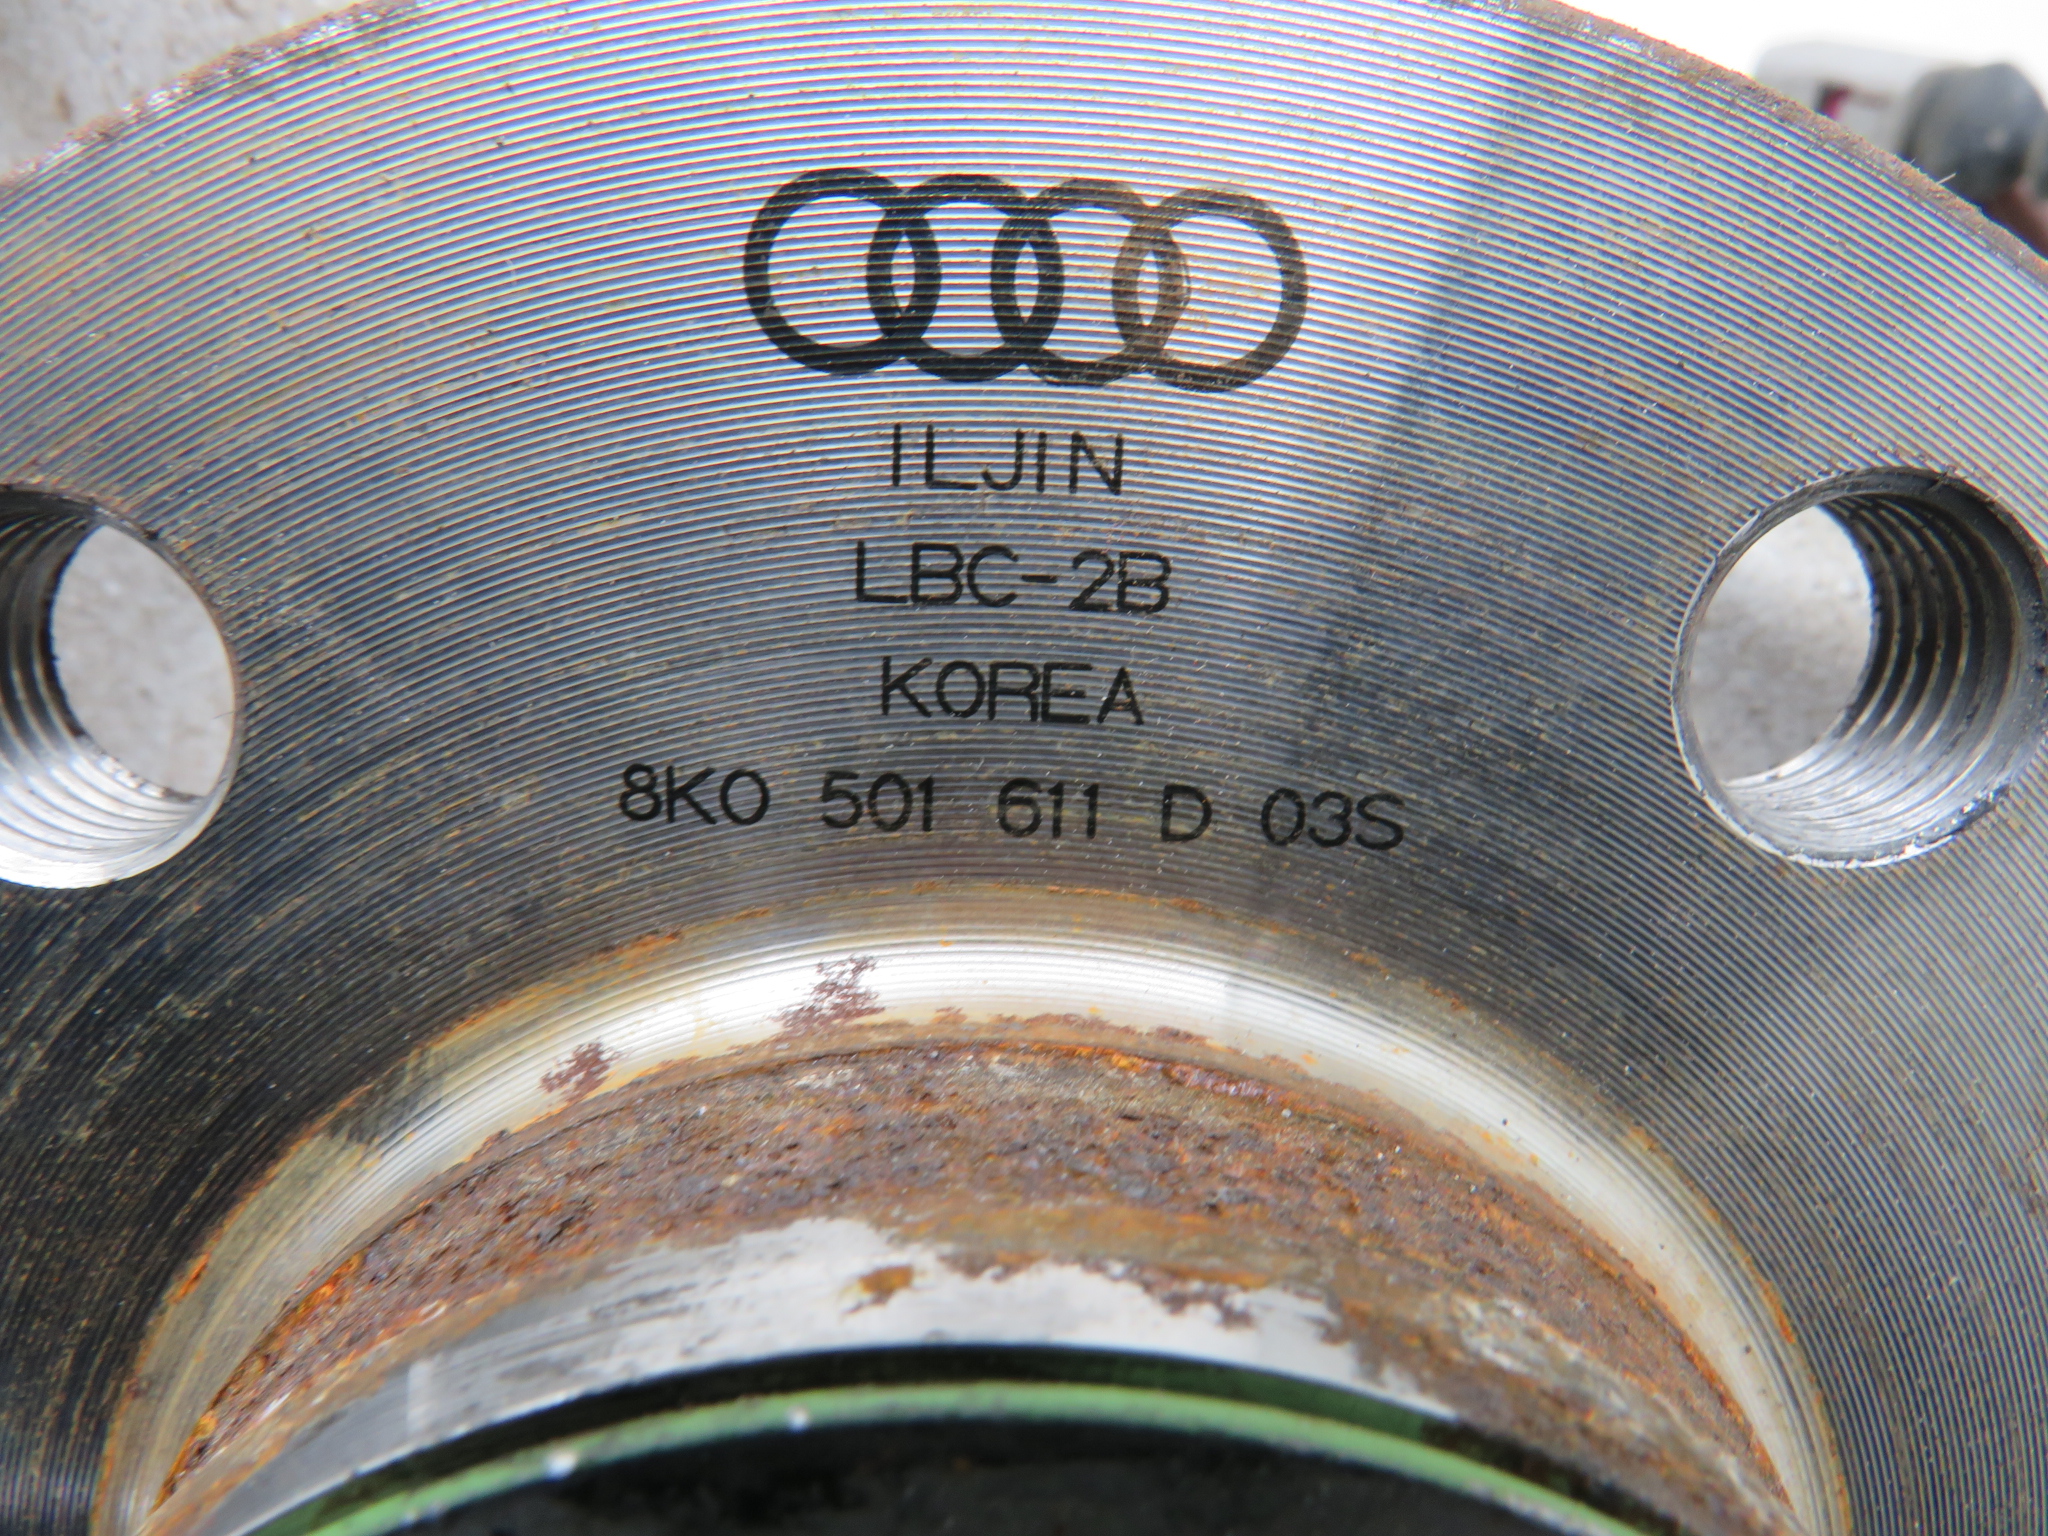 ILJIN
LBC-2B
KOREA
8K0 501 611 D 03S